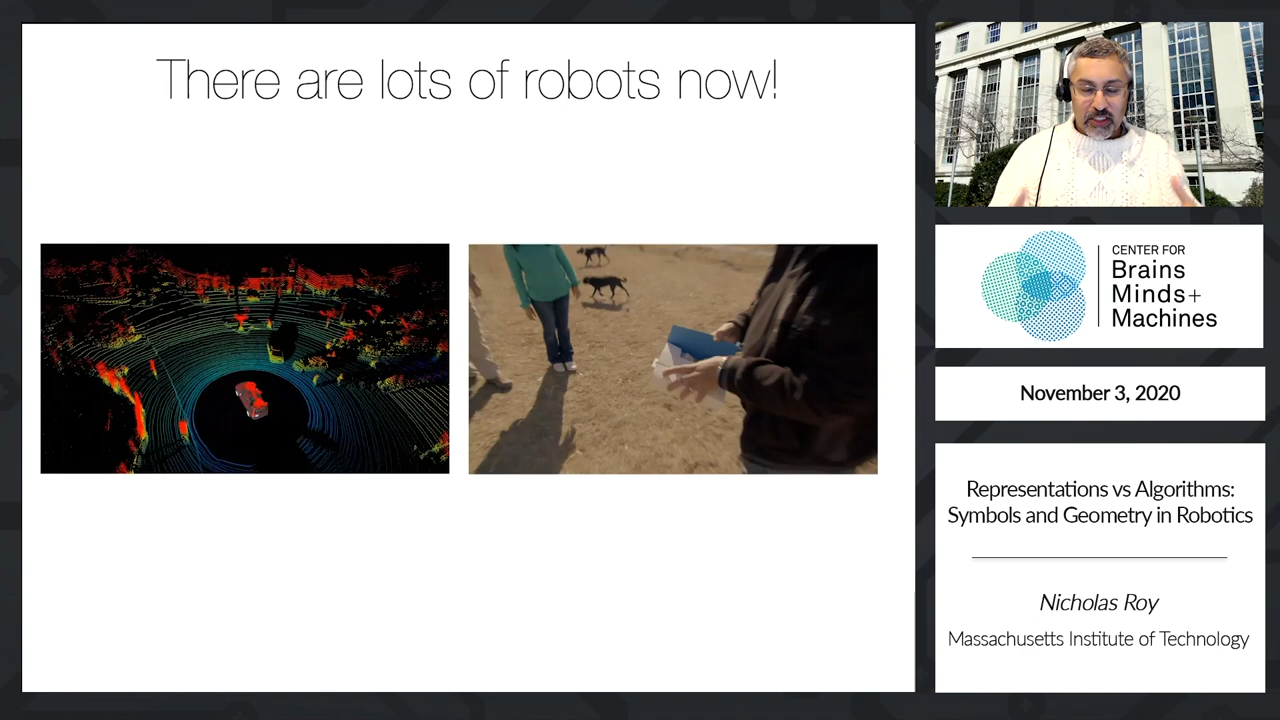 There are lots of robots now!
CENTER FOR
Brains
Minds+
Machines
November 3, 2020
Representations vs Algorithms:
Symbols and Geometry in Robotics
Nicholas Roy
Massachusetts Institute of Technology